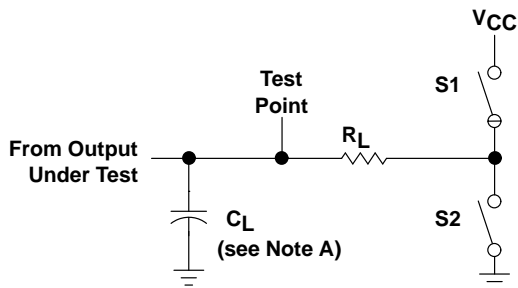 VCC
S1
Test
Point
RL
From Output
Under Test
CL
(see Note A)
S2